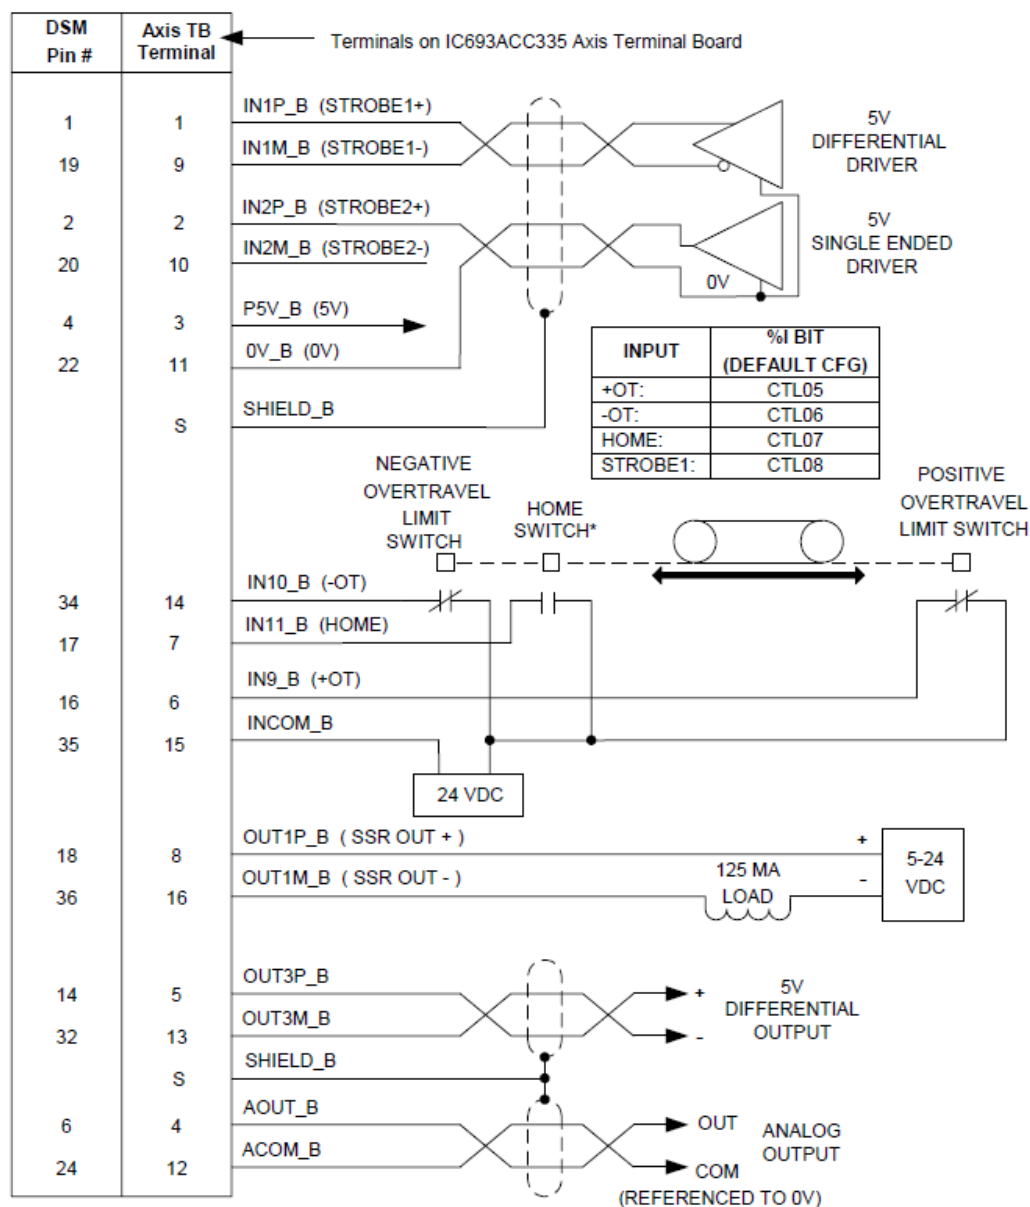 DSM Pin #
Axis TB Terminal
Terminals on IC693ACC335 Axis Terminal Board
1 1 IN1P_B (STROBE1+)
19 9 IN1M_B (STROBE1-)
5V
DIFFERENTIAL
DRIVER
2 2 IN2P_B (STROBE2+)
20 10 IN2M_B (STROBE2-)
5V
SINGLE ENDED
DRIVER
0V
4 3 P5V_B (5V)
22 11 0V_B (0V)
S SHIELD_B
INPUT %I BIT (DEFAULT CFG)
+OT: CTL05
-OT: CTL06
HOME: CTL07
STROBE1: CTL08
NEGATIVE
OVERTRAVEL
LIMIT
SWITCH
HOME
SWITCH*
POSITIVE
OVERTRAVEL
LIMIT SWITCH
34 14 IN10_B (-OT)
17 7 IN11_B (HOME)
16 6 IN9_B (+OT)
35 15 INCOM_B
24 VDC
18 8 OUT1P_B ( SSR OUT + ) +
36 16 OUT1M_B ( SSR OUT - ) -
125 MA
LOAD
5-24
VDC
14 5 OUT3P_B +
32 13 OUT3M_B -
5V
DIFFERENTIAL
OUTPUT
S SHIELD_B
6 4 AOUT_B OUT
24 12 ACOM_B COM
ANALOG
OUTPUT
(REFERENCED TO 0V)